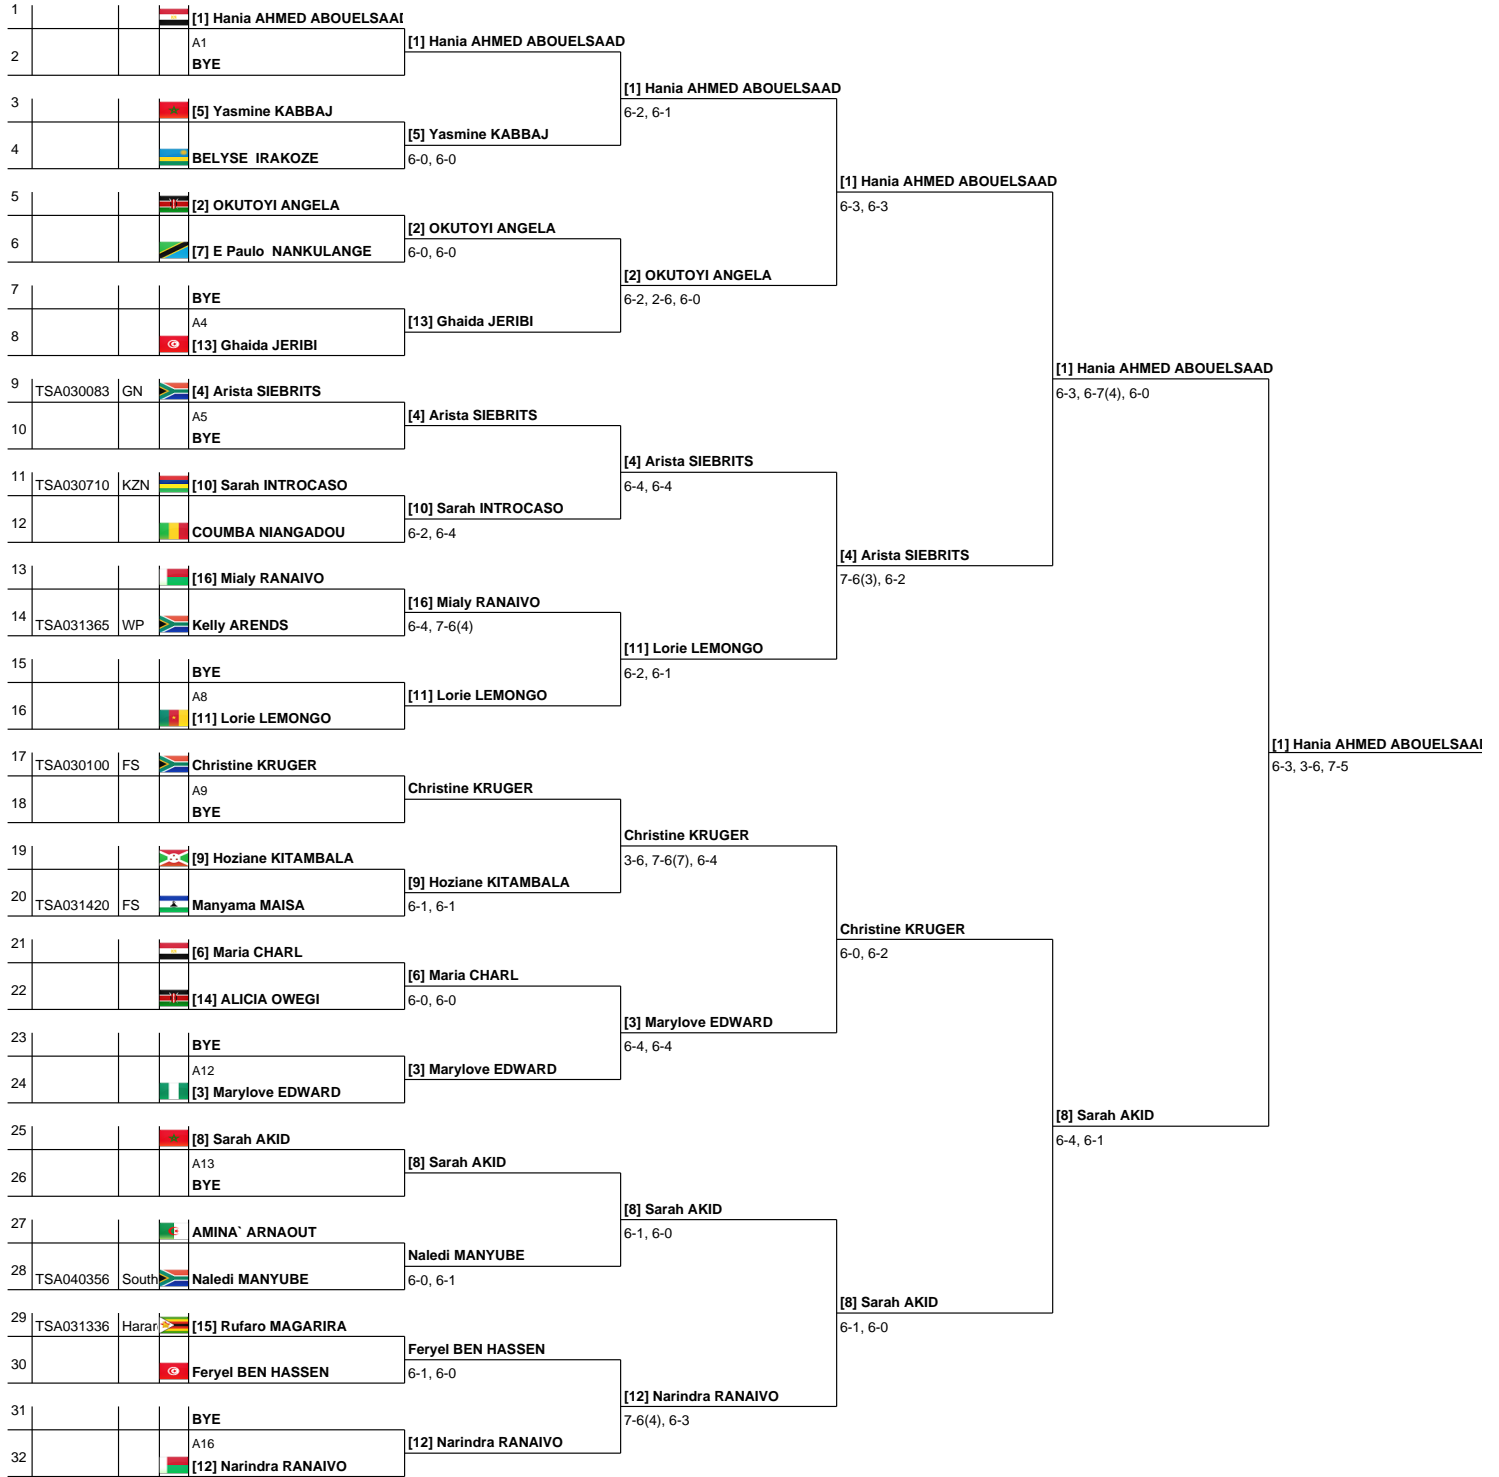 1 [1] Hania AHMED ABOUELSAAD
A1
2 BYE
3 [5] Yasmine KABBAJ
4 BELYSE IRAKOZE
5 [2] OKUTOYI ANGELA
6 [7] E Paulo NANKULANGE
7 BYE
A4
8 [13] Ghaida JERIBI
9 TSA030083 GN [4] Arista SIEBRITS
A5
10 BYE
11 TSA030710 KZN [10] Sarah INTROCASO
12 COUMBA NIANGADOU
13 [16] Mialy RANAIVO
14 TSA031365 WP Kelly ARENDS
15 BYE
A8
16 [11] Lorie LEMONGO
17 TSA030100 FS Christine KRUGER
A9
18 BYE
19 [9] Hoziane KITAMBALA
20 TSA031420 FS Manyama MAISA
21 [6] Maria CHARL
22 [14] ALICIA OWEGI
23 BYE
A12
24 [3] Marylove EDWARD
25 [8] Sarah AKID
A13
26 BYE
27 AMINA` ARNAOUT
28 TSA040356 South Naledi MANYUBE
29 TSA031336 Harar [15] Rufaro MAGARIRA
30 Feryel BEN HASSEN
31 BYE
A16
32 [12] Narindra RANAIVO
[1] Hania AHMED ABOUELSAAD
[5] Yasmine KABBAJ
6-0, 6-0
[2] OKUTOYI ANGELA
6-0, 6-0
[13] Ghaida JERIBI
[4] Arista SIEBRITS
[10] Sarah INTROCASO
6-2, 6-4
[16] Mialy RANAIVO
6-4, 7-6(4)
[11] Lorie LEMONGO
Christine KRUGER
[9] Hoziane KITAMBALA
6-1, 6-1
[6] Maria CHARL
6-0, 6-0
[3] Marylove EDWARD
[8] Sarah AKID
Naledi MANYUBE
6-0, 6-1
Feryel BEN HASSEN
6-1, 6-0
[12] Narindra RANAIVO
[1] Hania AHMED ABOUELSAAD
6-2, 6-1
[2] OKUTOYI ANGELA
6-2, 2-6, 6-0
[4] Arista SIEBRITS
6-4, 6-4
[11] Lorie LEMONGO
6-2, 6-1
Christine KRUGER
3-6, 7-6(7), 6-4
[3] Marylove EDWARD
6-4, 6-4
[8] Sarah AKID
6-1, 6-0
[12] Narindra RANAIVO
7-6(4), 6-3
[1] Hania AHMED ABOUELSAAD
6-3, 6-3
[4] Arista SIEBRITS
7-6(3), 6-2
Christine KRUGER
6-0, 6-2
[8] Sarah AKID
6-1, 6-0
[1] Hania AHMED ABOUELSAAD
6-3, 6-7(4), 6-0
[8] Sarah AKID
6-4, 6-1
[1] Hania AHMED ABOUELSAAI
6-3, 3-6, 7-5